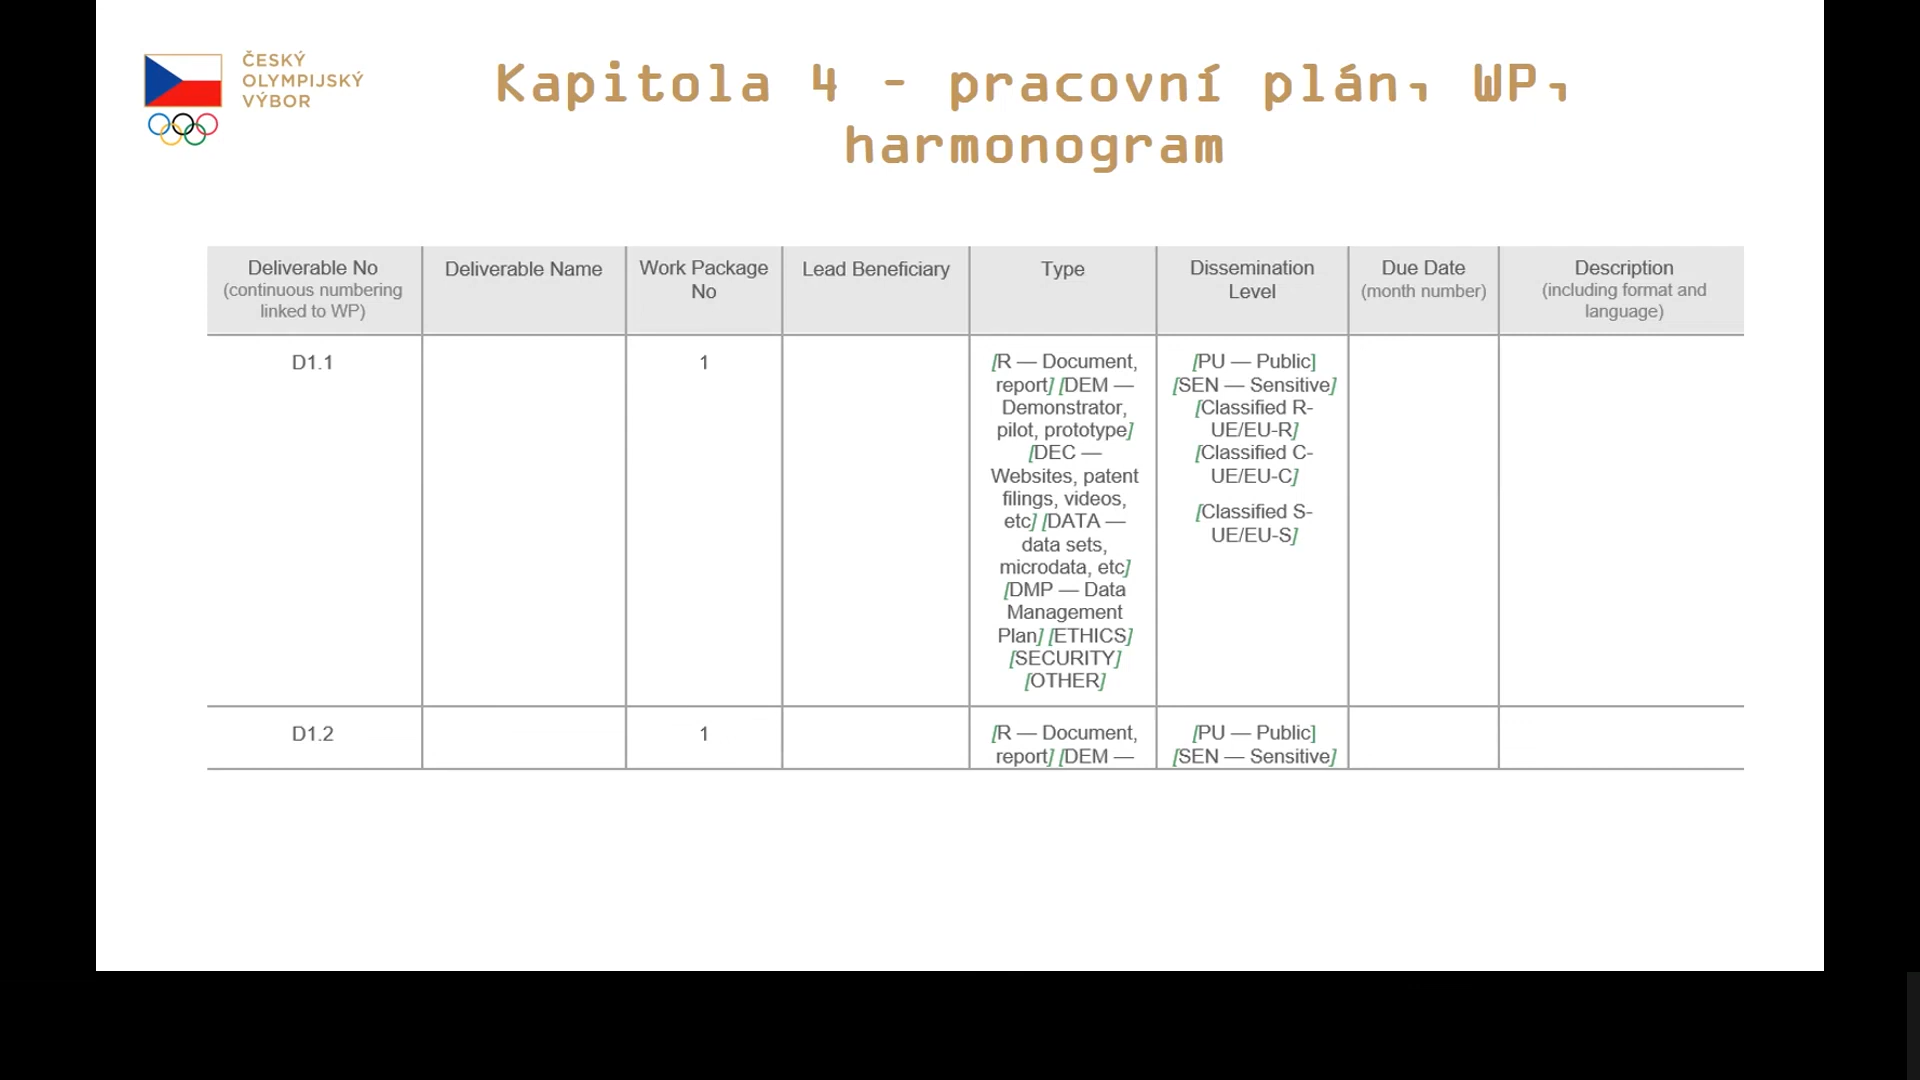 ČESKÝ
OLYMPIJSKÝ
VÝBOR
Kapitola 4 - pracovní plán, WP,
harmonogram
Deliverable No
(continuous numbering
linked to WP)
Deliverable Name
Work Package
No
Lead Beneficiary
Type
Dissemination
Level
Due Date
(month number)
Description
(including format and
language)
D1.1
1
[R — Document,
report] [DEM —
Demonstrator,
pilot, prototype]
[DEC —
Websites, patent
filings, videos,
etc] [DATA —
data sets,
microdata, etc]
[DMP — Data
Management
Plan] [ETHICS]
[SECURITY]
[OTHER]
[PU — Public]
[SEN — Sensitive]
[Classified R-
UE/EU-R]
[Classified C-
UE/EU-C]
[Classified S-
UE/EU-S]
D1.2
1
[R — Document,
report] [DEM —
[PU — Public]
[SEN — Sensitive]